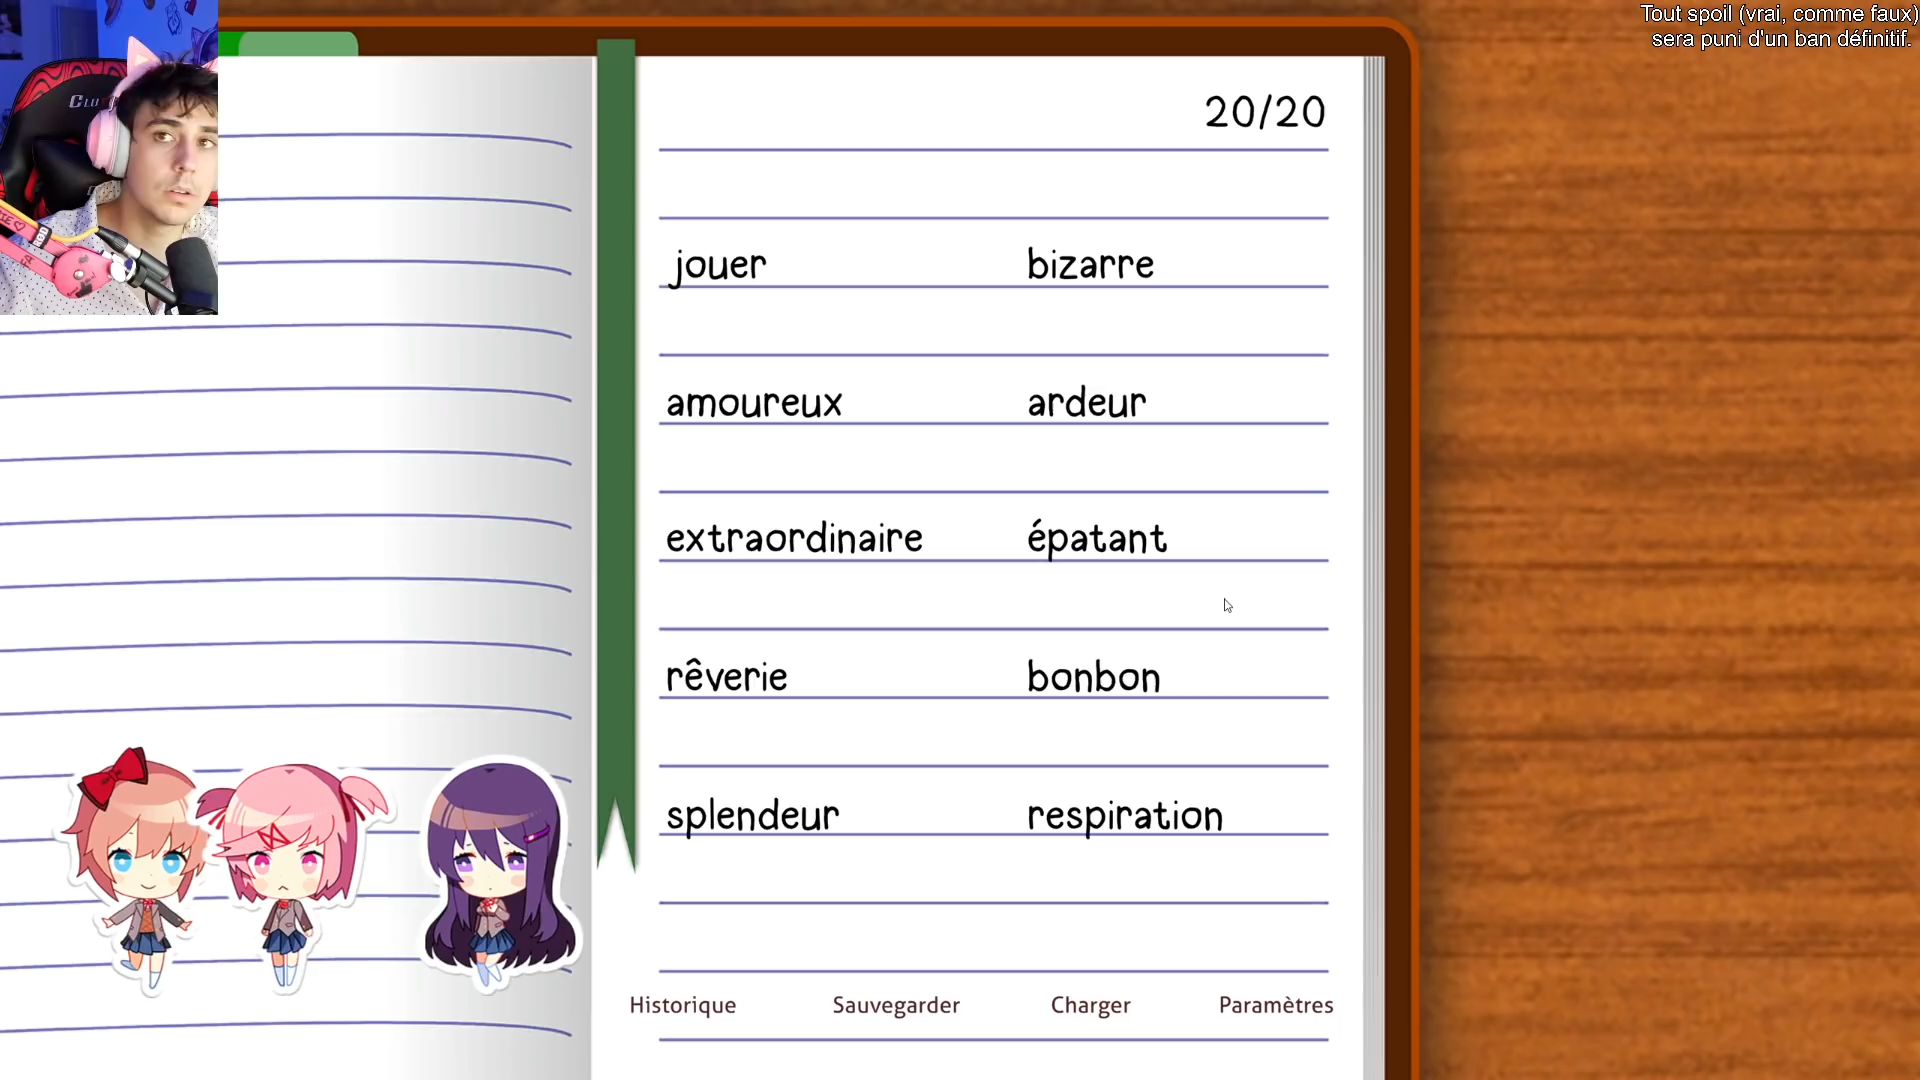 Tout spoil (vrai, comme faux)
sera puni d'un ban définitif.
20/20
jouer bizarre
amoureux ardeur
extraordinaire épatant
rêverie bonbon
splendeur respiration
Historique Sauvegarder Charger Paramètres